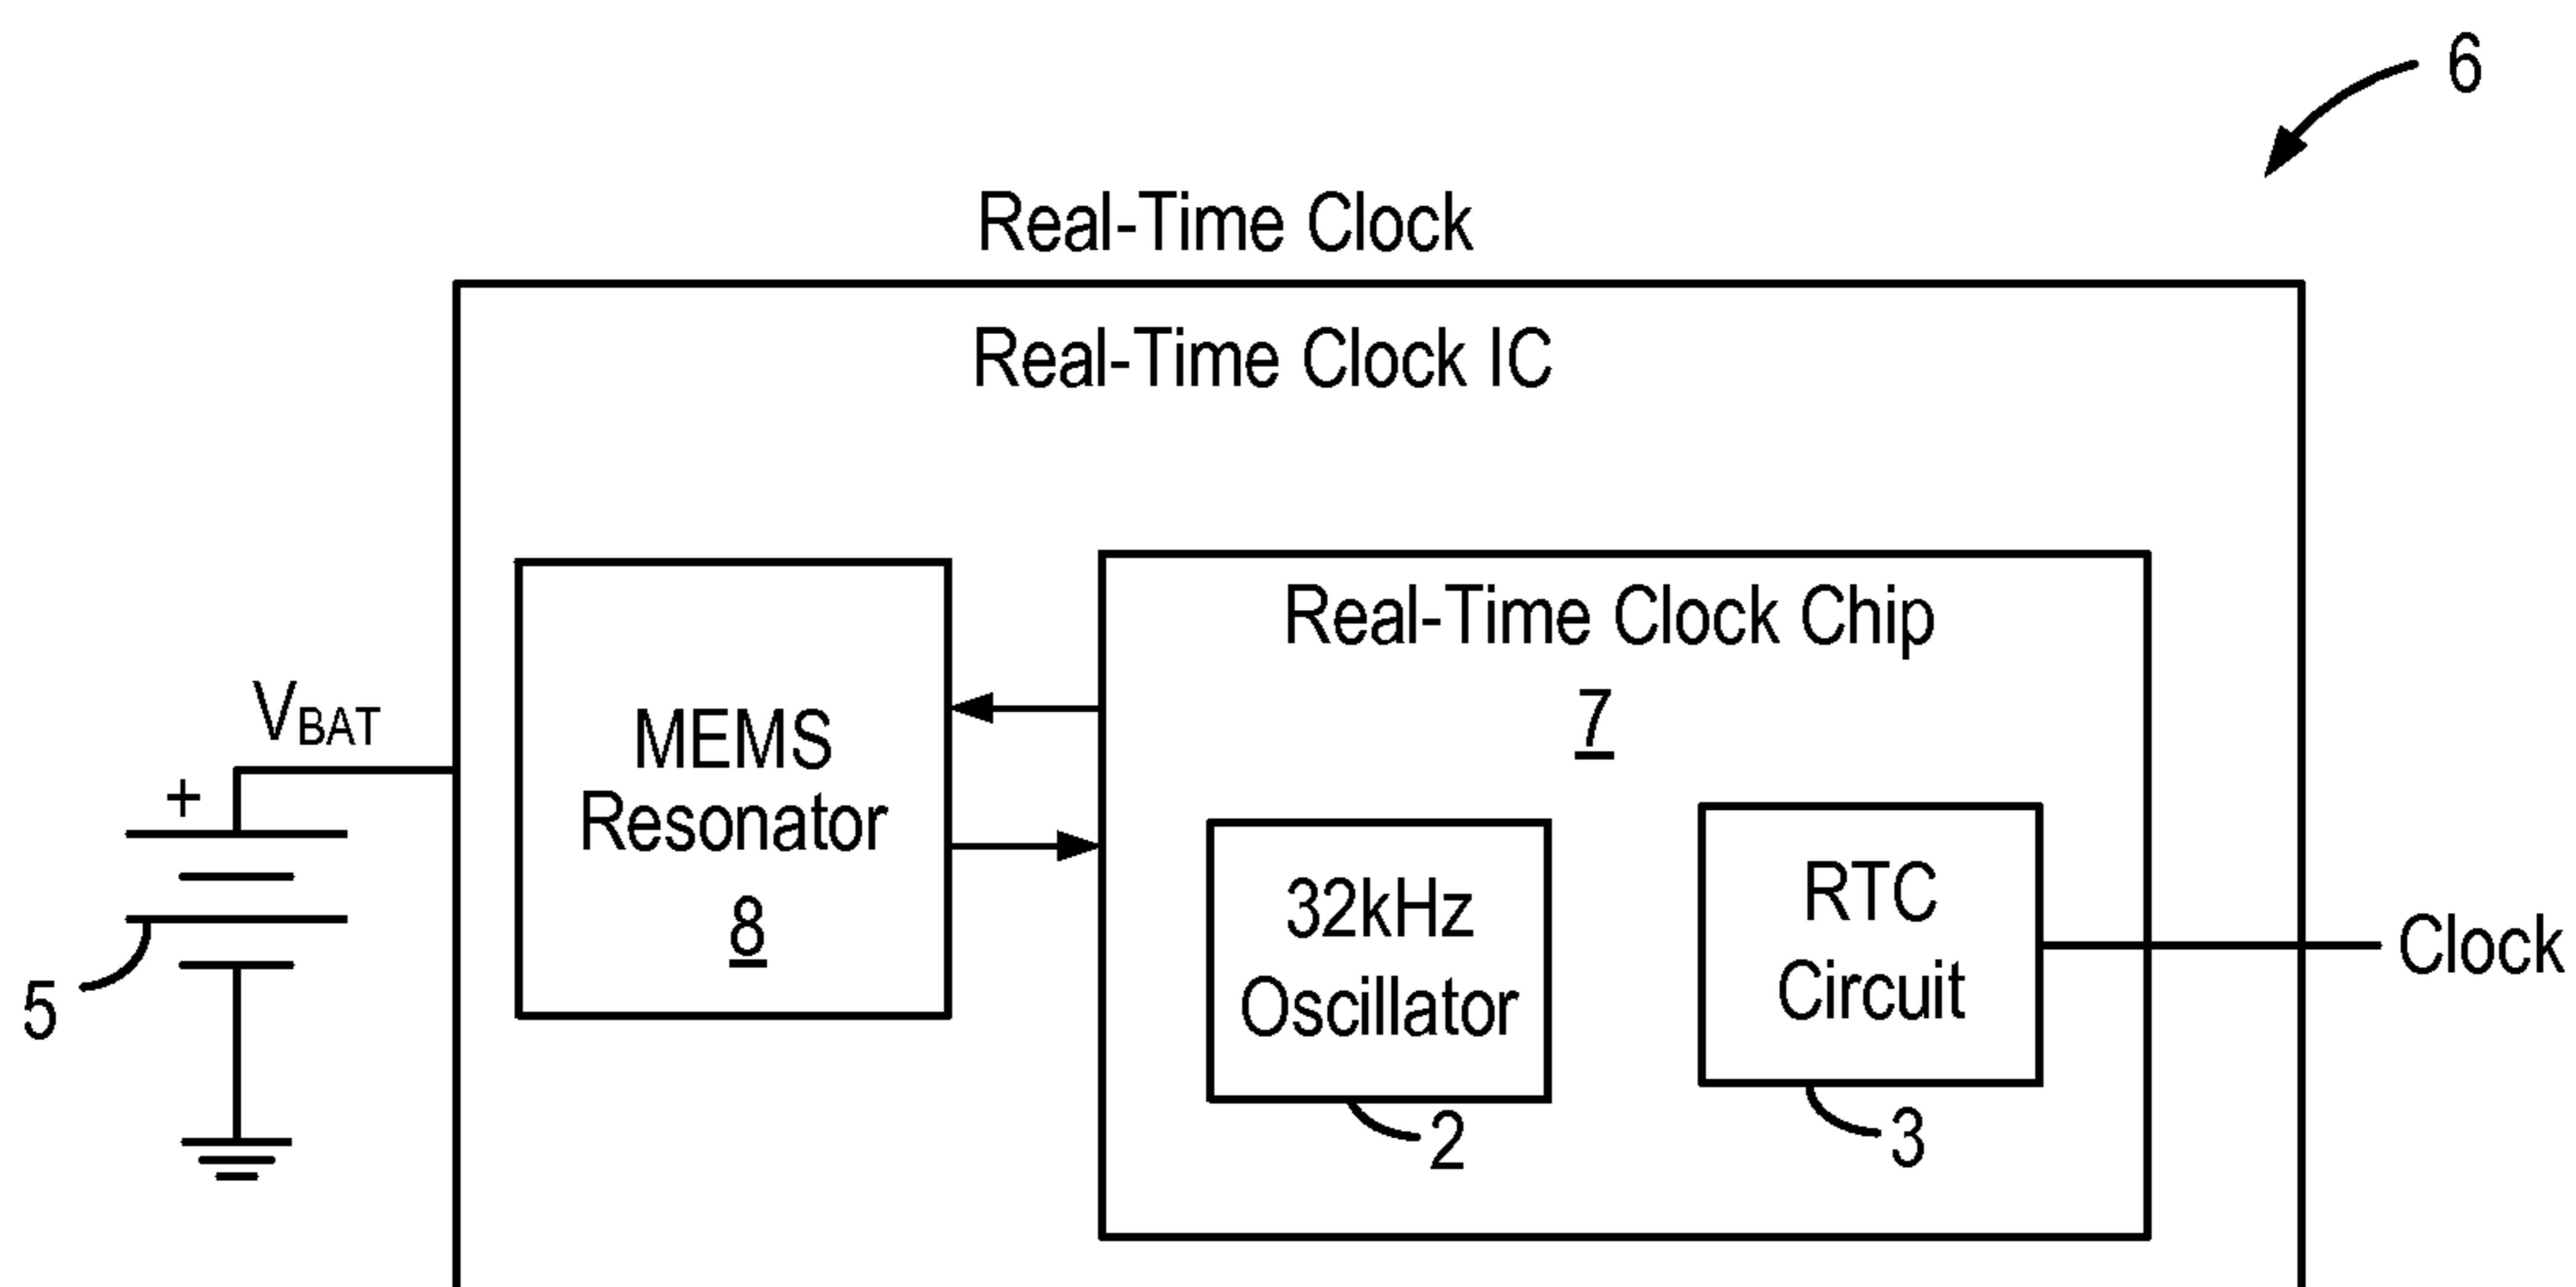 6
Real-Time Clock
Real-Time Clock IC
Real-Time Clock Chip
7
VBAT
+
MEMS
Resonator
8
32kHz
Oscillator
2
RTC
Circuit
3
Clock
5